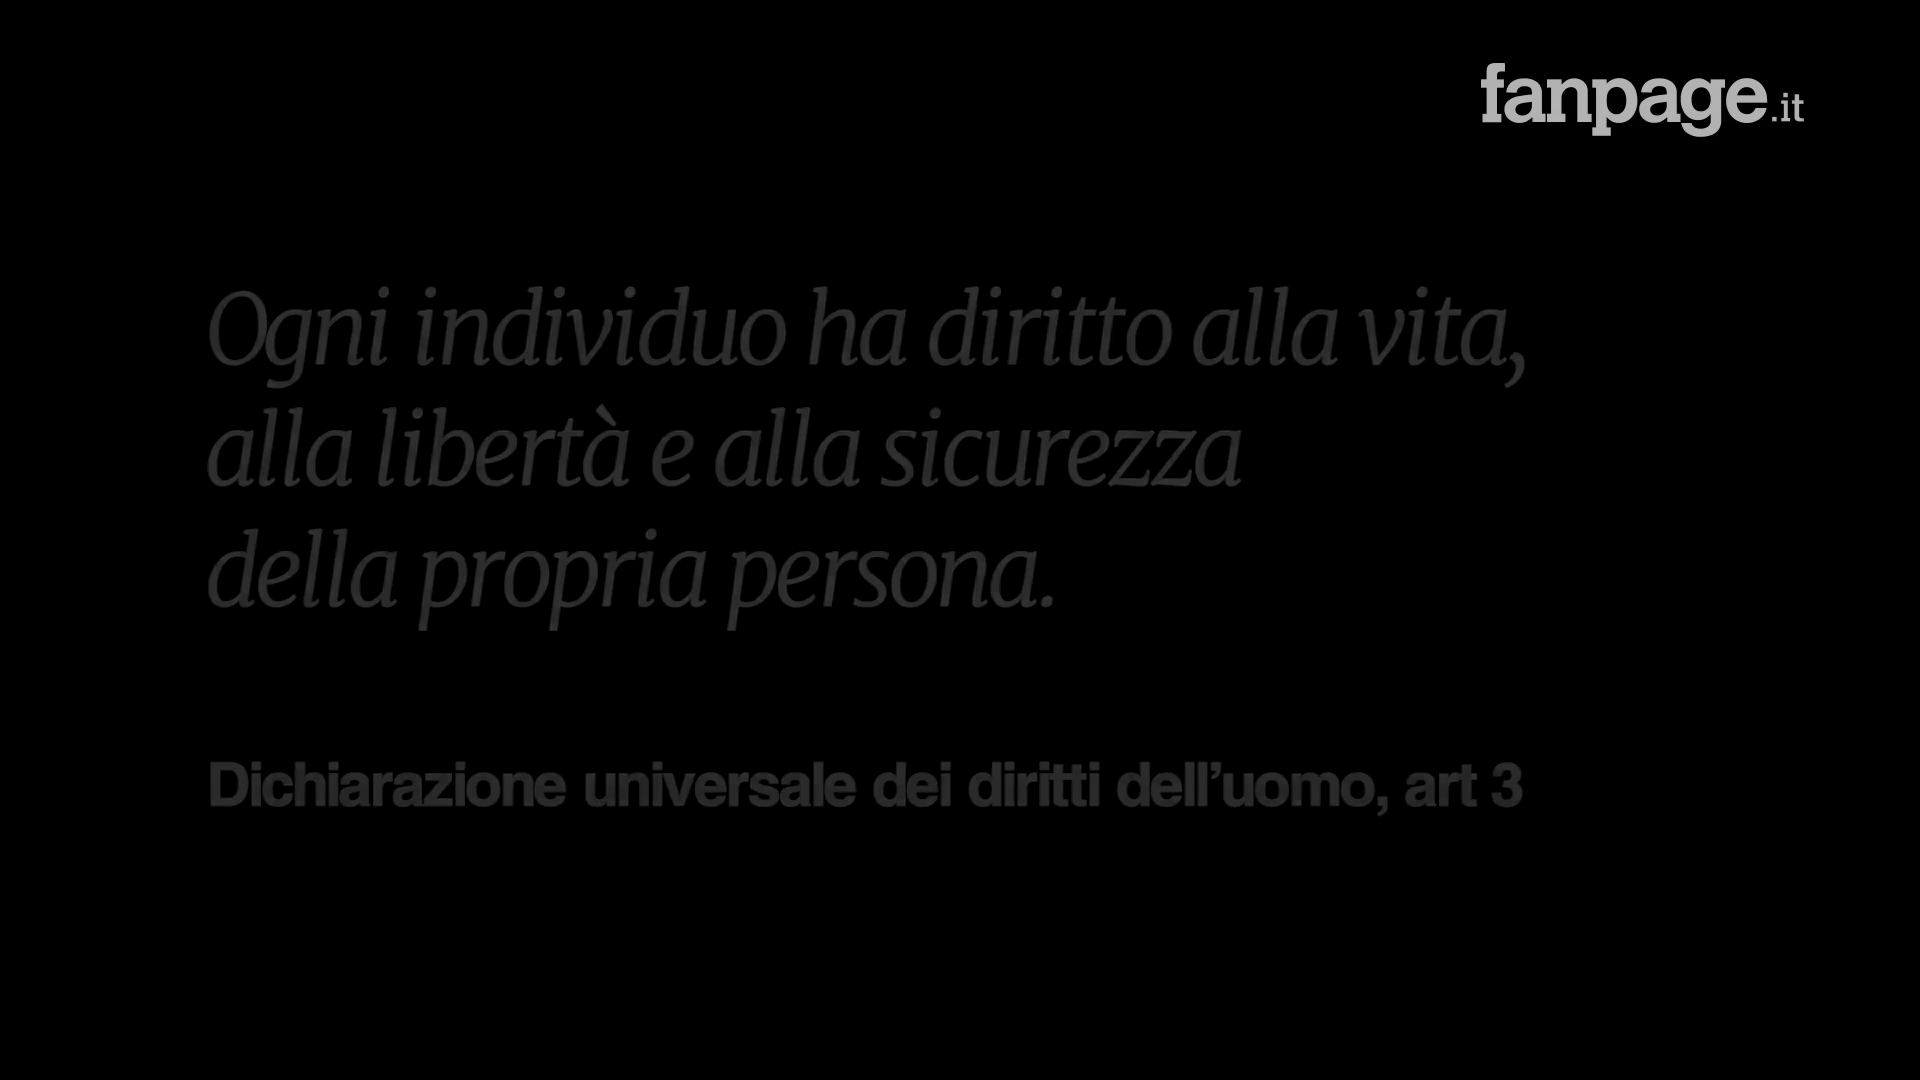 fanpage.it
Ogni individuo ha diritto alla vita,
alla libertà e alla sicurezza
della propria persona.
Dichiarazione universale dei diritti dell’uomo, art 3